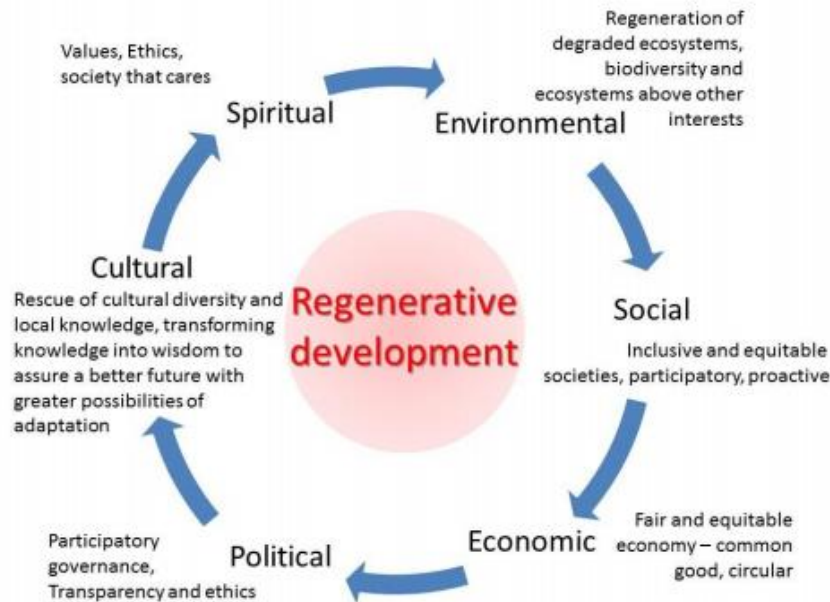 Values, Ethics,
society that cares
Spiritual
Regeneration of
degraded ecosystems,
biodiversity and
ecosystems above other
interests
Environmental
Social
Inclusive and equitable
societies, participatory, proactive
Economic
Fair and equitable
economy – common
good, circular
Political
Participatory
governance,
Transparency and ethics
Cultural
Rescue of cultural diversity and
local knowledge, transforming
knowledge into wisdom to
assure a better future with
greater possibilities of
adaptation
Regenerative
development